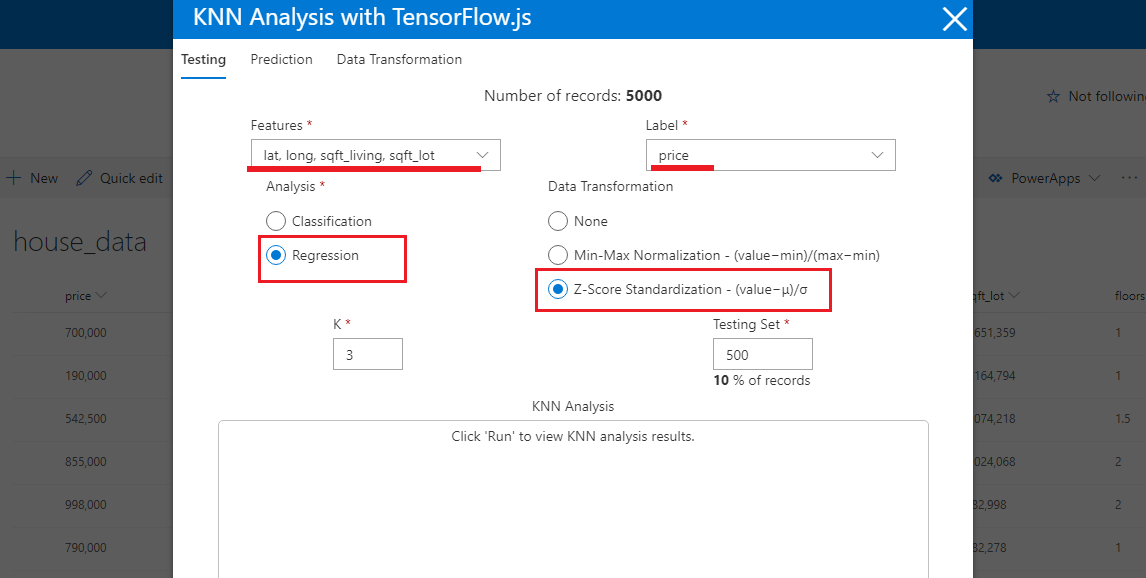 KNN Analysis with TensorFlow.js
Testing Prediction Data Transformation
Number of records: 5000
Not following
Features * Label *
lat, long, sqft_living, sqft_lot price
New Quick edit PowerApps ···
Analysis * Data Transformation
Classification None
house_data
Regression Min-Max Normalization - (value−min)/(max−min)
Z-Score Standardization - (value−μ)/σ
price floors
K * Testing Set *
700,000 651,359 1
3 500
190,000 164,794 1
10 % of records
KNN Analysis
542,500 074,218 1.5
Click 'Run' to view KNN analysis results.
855,000 024,068 2
998,000 32,998 2
790,000 32,278 1